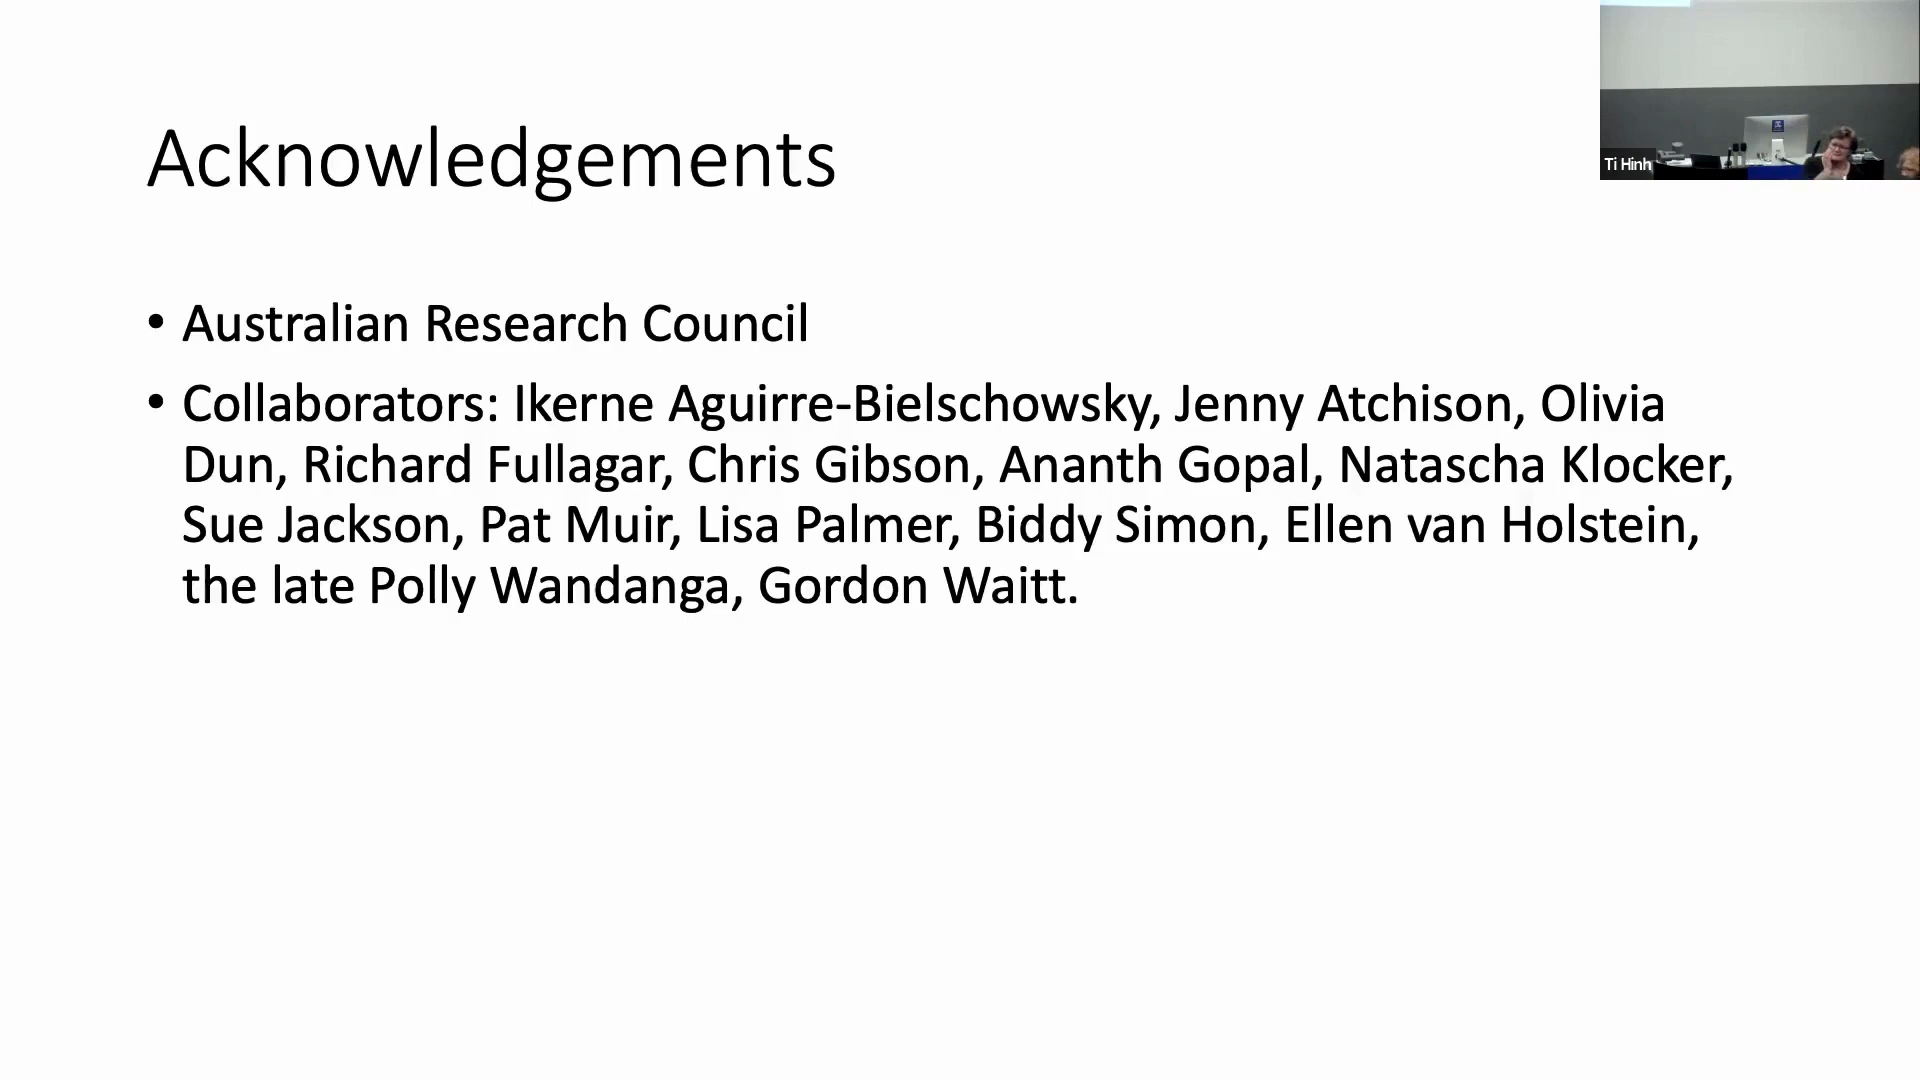 Acknowledgements
• Australian Research Council
• Collaborators: Ikerne Aguirre-Bielschowsky, Jenny Atchison, Olivia
Dun, Richard Fullagar, Chris Gibson, Ananth Gopal, Natascha Klocker,
Sue Jackson, Pat Muir, Lisa Palmer, Biddy Simon, Ellen van Holstein,
the late Polly Wandanga, Gordon Waitt.
Ti Hinh